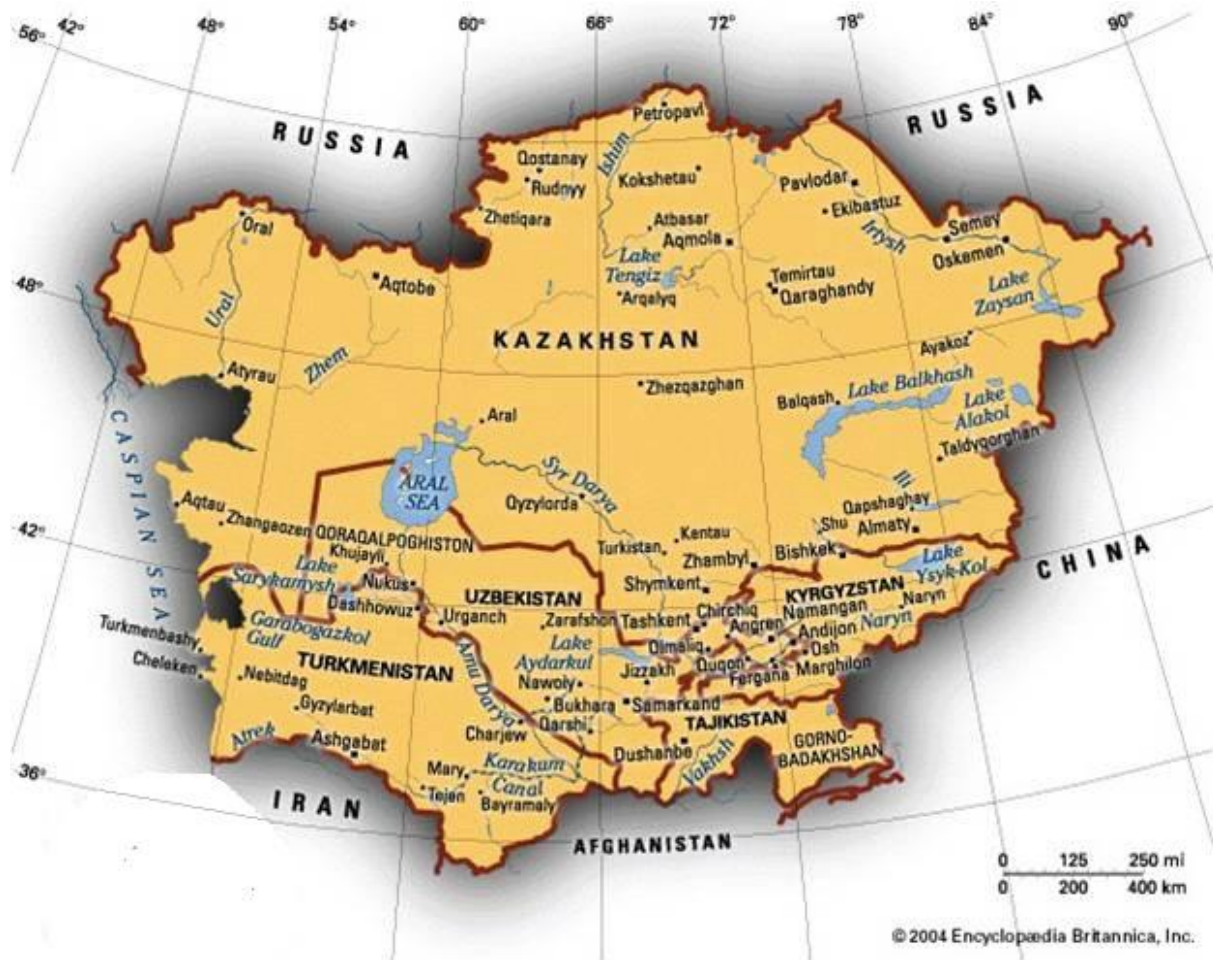 42°
48°
54°
60°
66°
72°
78°
84°
90°
56°
48°
42°
36°
RUSSIA
RUSSIA
CHINA
IRAN
AFGHANISTAN
CASPIAN SEA
KAZAKHSTAN
Petropavl
Qostanay
Rudnyy
Ishim
Kokshetau
Pavlodar
Ekibastuz
Zhetiqara
Atbasar
Aqmola
Irtysh
Semey
Oskemen
Oral
Aqtobe
Lake
Tengiz
Arqalyq
Temirtau
Qaraghandy
Lake
Zaysan
Ural
Zhem
Atyrau
Ayakoz
Zhezqazghan
Balqash
Lake Balkhash
Lake
Alakol
Aral
Taldyqorghan
ARAL
SEA
Syr Darya
Ili
Qyzylorda
Qapshaghay
Almaty
Aqtau
Zhangaozen
QORAQALPOGHISTON
Khujayli
Turkistan
Kentau
Shu
Zhambyl
Bishkek
Lake
Ysyk-Kol
Lake
Sarykamysh
Nukus
Shymkent
KYRGYZSTAN
Dashhowuz
UZBEKISTAN
Chirchiq
Namangan
Naryn
Urganch
Zarafshon
Tashkent
Angren
Andijon
Naryn
Turkmenbashy
Garabogazkol
Gulf
Lake
Aydarkul
Olmaliq
Osh
Cheleken
TURKMENISTAN
Jizzakh
Quqon
Fergana
Marghilon
Nebitdag
Amu Darya
Nawoiy
Gyzylarbat
Bukhara
Samarkand
TAJIKISTAN
Atrek
Ashgabat
Charjew
Qarshi
Dushanbe
Vakhsh
GORNO-
BADAKHSHAN
Mary
Karakum
Canal
Tejen
Bayramaly
0 125 250 mi
0 200 400 km
© 2004 Encyclopædia Britannica, Inc.